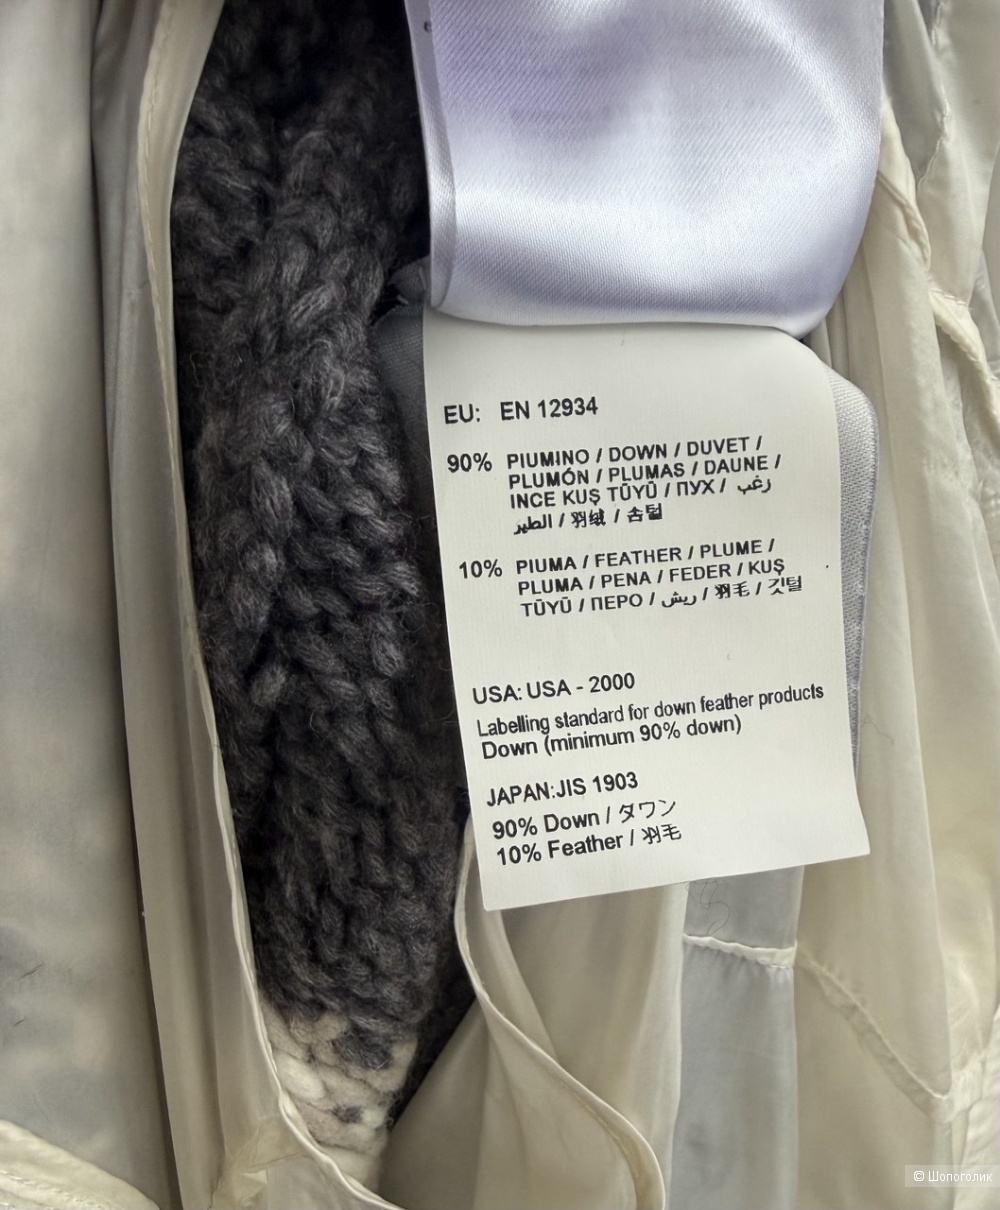 EU: EN 12934
90% PIUMINO / DOWN / DUVET /
PLUMÓN / PLUMAS / DAUNE /
INCE KUŞ TŪYŪ / ПУХ / زغب
الطير / 羽绒 / 솜털
10% PIUMA / FEATHER / PLUME /
PLUMA / PENA / FEDER / KUŞ
TŪYŪ / ПЕРО / ريش / 羽毛 / 깃털
USA: USA - 2000
Labelling standard for down feather products
Down (minimum 90% down)
JAPAN:JIS 1903
90% Down / ダウン
10% Feather / 羽毛
© Шопоголик